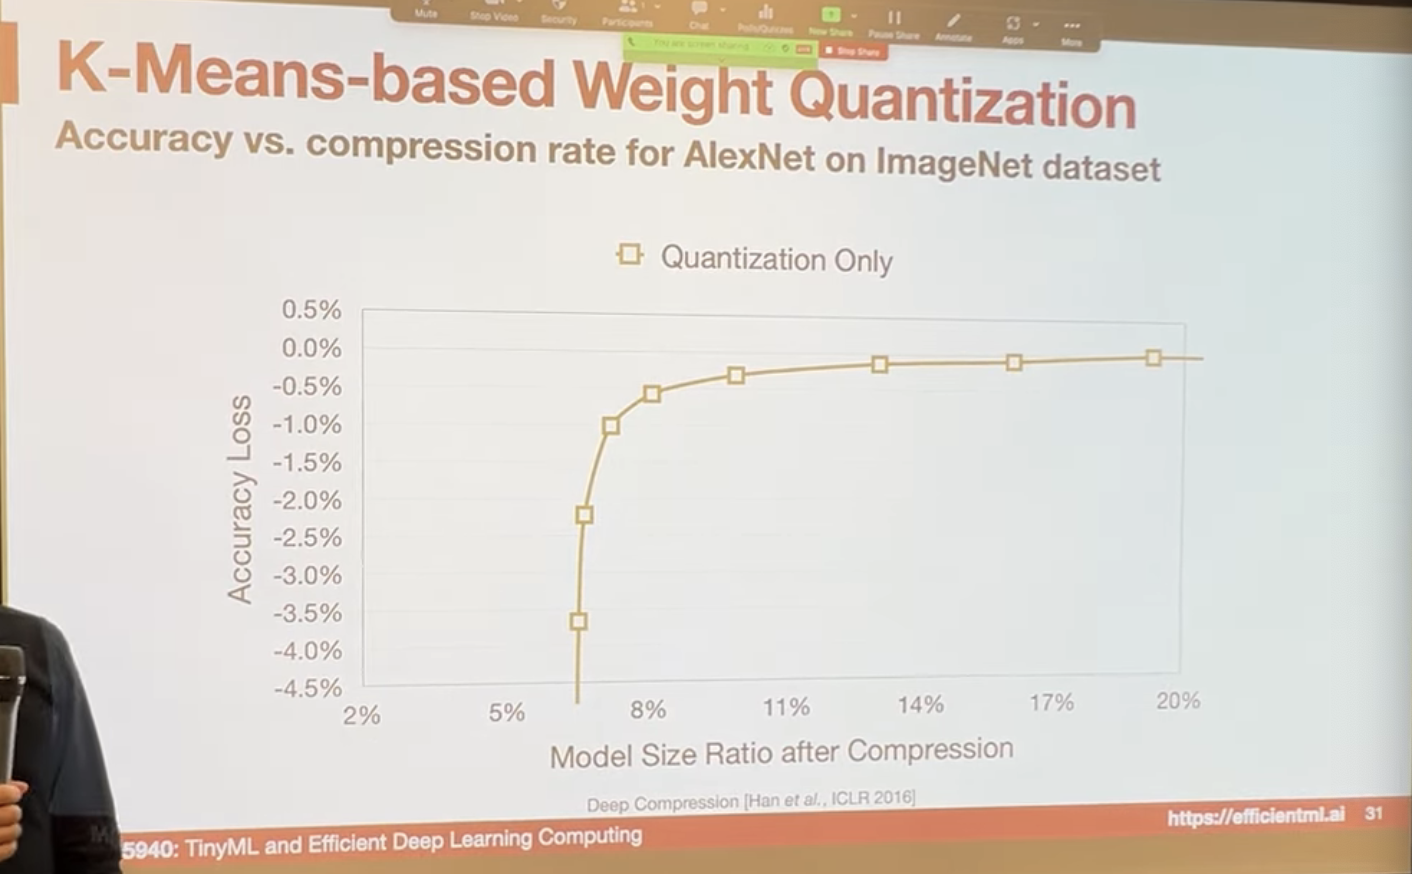 Mute
Stop Video
Security
Participants
Chat
Polls/Quizzes
New Share
Pause Share
Annotate
Apps
More
You are screen sharing
Stop Share
K-Means-based Weight Quantization
Accuracy vs. compression rate for AlexNet on ImageNet dataset
Quantization Only
0.5%
0.0%
-0.5%
-1.0%
-1.5%
-2.0%
-2.5%
-3.0%
-3.5%
-4.0%
-4.5%
Accuracy Loss
2% 5% 8% 11% 14% 17% 20%
Model Size Ratio after Compression
Deep Compression [Han et al., ICLR 2016]
5940: TinyML and Efficient Deep Learning Computing
https://efficientml.ai 31